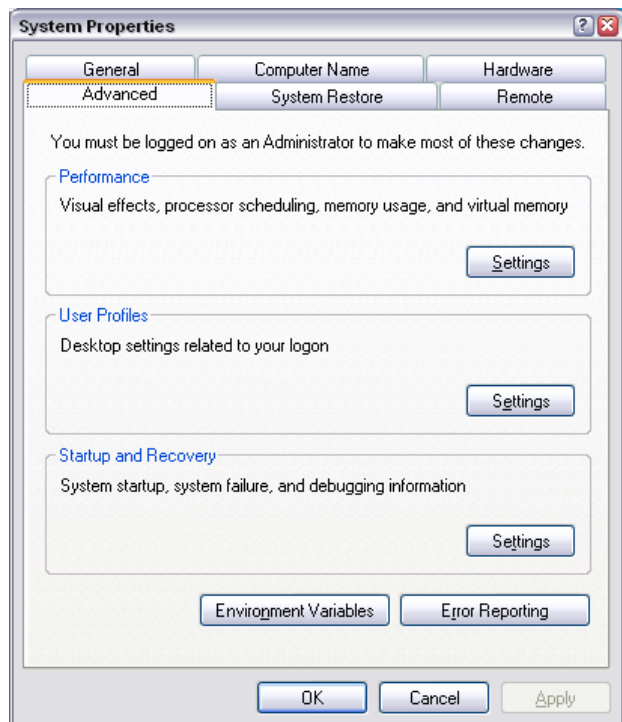 System Properties
General Computer Name Hardware
Advanced System Restore Remote
You must be logged on as an Administrator to make most of these changes.
Performance
Visual effects, processor scheduling, memory usage, and virtual memory
Settings
User Profiles
Desktop settings related to your logon
Settings
Startup and Recovery
System startup, system failure, and debugging information
Settings
Environment Variables Error Reporting
OK Cancel Apply